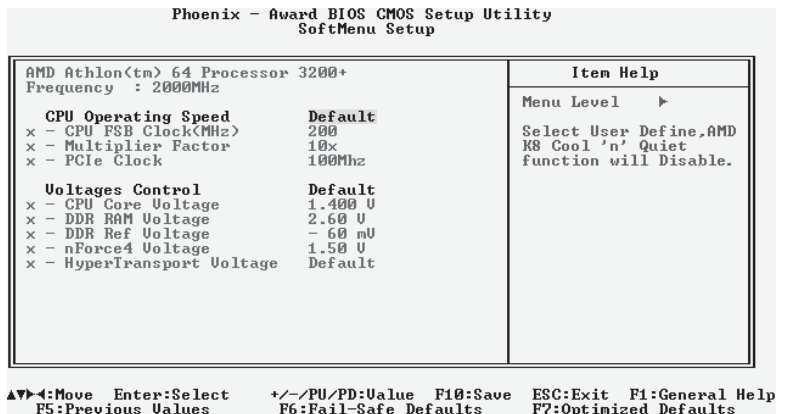 Phoenix - Award BIOS CMOS Setup Utility
SoftMenu Setup
AMD Athlon(tm) 64 Processor 3200+
Frequency : 2000MHz
CPU Operating Speed Default
x - CPU FSB Clock(MHz) 200
x - Multiplier Factor 10x
x - PCIe Clock 100Mhz
Voltages Control Default
x - CPU Core Voltage 1.400 V
x - DDR RAM Voltage 2.60 V
x - DDR Ref Voltage - 60 mV
x - nForce4 Voltage 1.50 V
x - HyperTransport Voltage Default
Item Help
Menu Level ▶
Select User Define,AMD
K8 Cool 'n' Quiet
function will Disable.
▲▼▶◀:Move Enter:Select +/-/PU/PD:Value F10:Save ESC:Exit F1:General Help
F5:Previous Values F6:Fail-Safe Defaults F7:Optimized Defaults